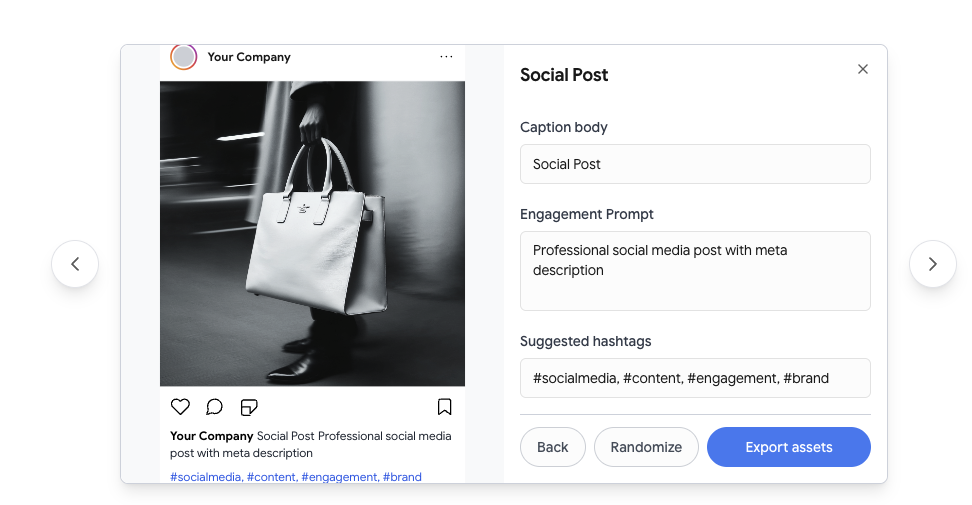 Your Company
Social Post
Caption body
Social Post
Engagement Prompt
Professional social media post with meta
description
Suggested hashtags
#socialmedia, #content, #engagement, #brand
Your Company Social Post Professional social media
post with meta description
#socialmedia, #content, #engagement, #brand
Back
Randomize
Export assets